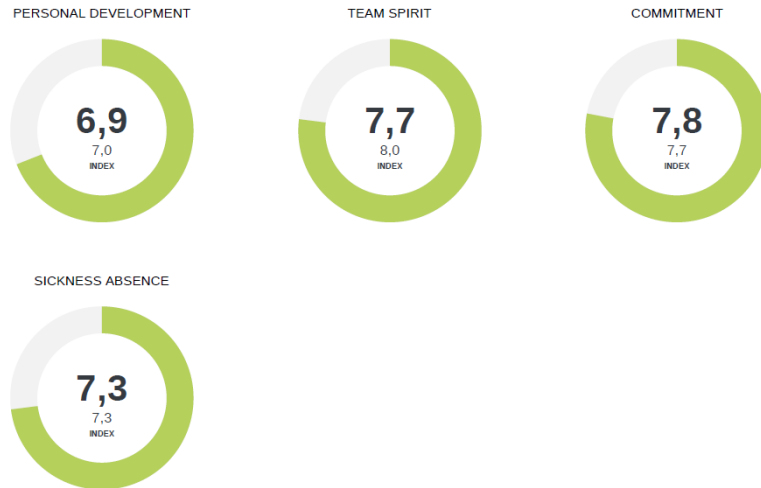 PERSONAL DEVELOPMENT
6,9
7,0
INDEX
TEAM SPIRIT
7,7
8,0
INDEX
COMMITMENT
7,8
7,7
INDEX
SICKNESS ABSENCE
7,3
7,3
INDEX